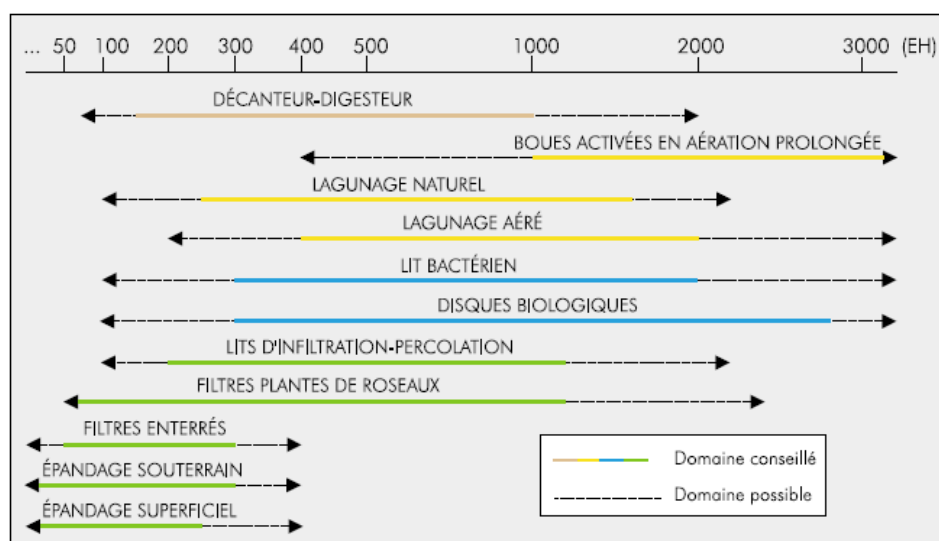 ... 50 100 200 300 400 500 1000 2000 3000 (EH)
DÉCANTEUR-DIGESTEUR
BOUES ACTIVÉES EN AÉRATION PROLONGÉE
LAGUNAGE NATUREL
LAGUNAGE AÉRÉ
LIT BACTÉRIEN
DISQUES BIOLOGIQUES
LITS D'INFILTRATION-PERCOLATION
FILTRES PLANTES DE ROSEAUX
FILTRES ENTERRÉS
ÉPANDAGE SOUTERRAIN
ÉPANDAGE SUPERFICIEL
Domaine conseillé
Domaine possible